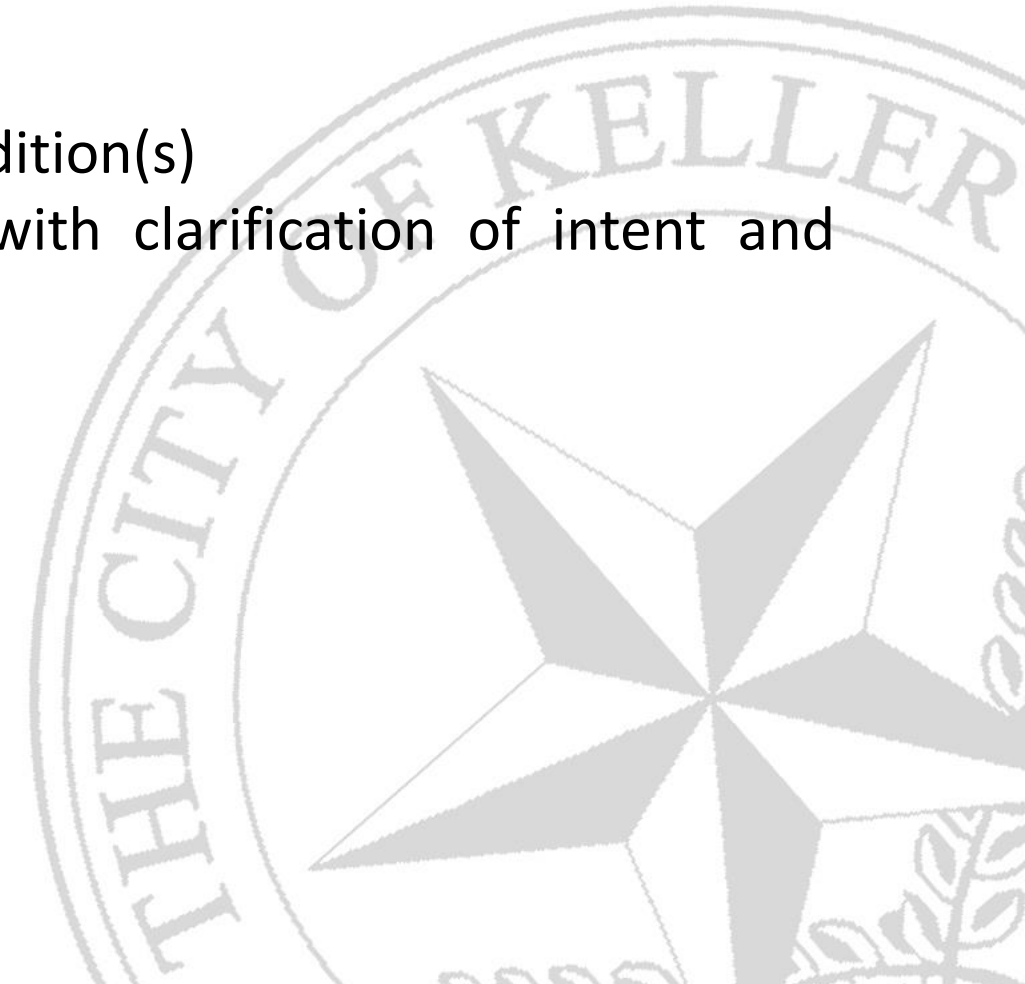 dition(s)
with clarification of intent and
THE CITY OF KELLER